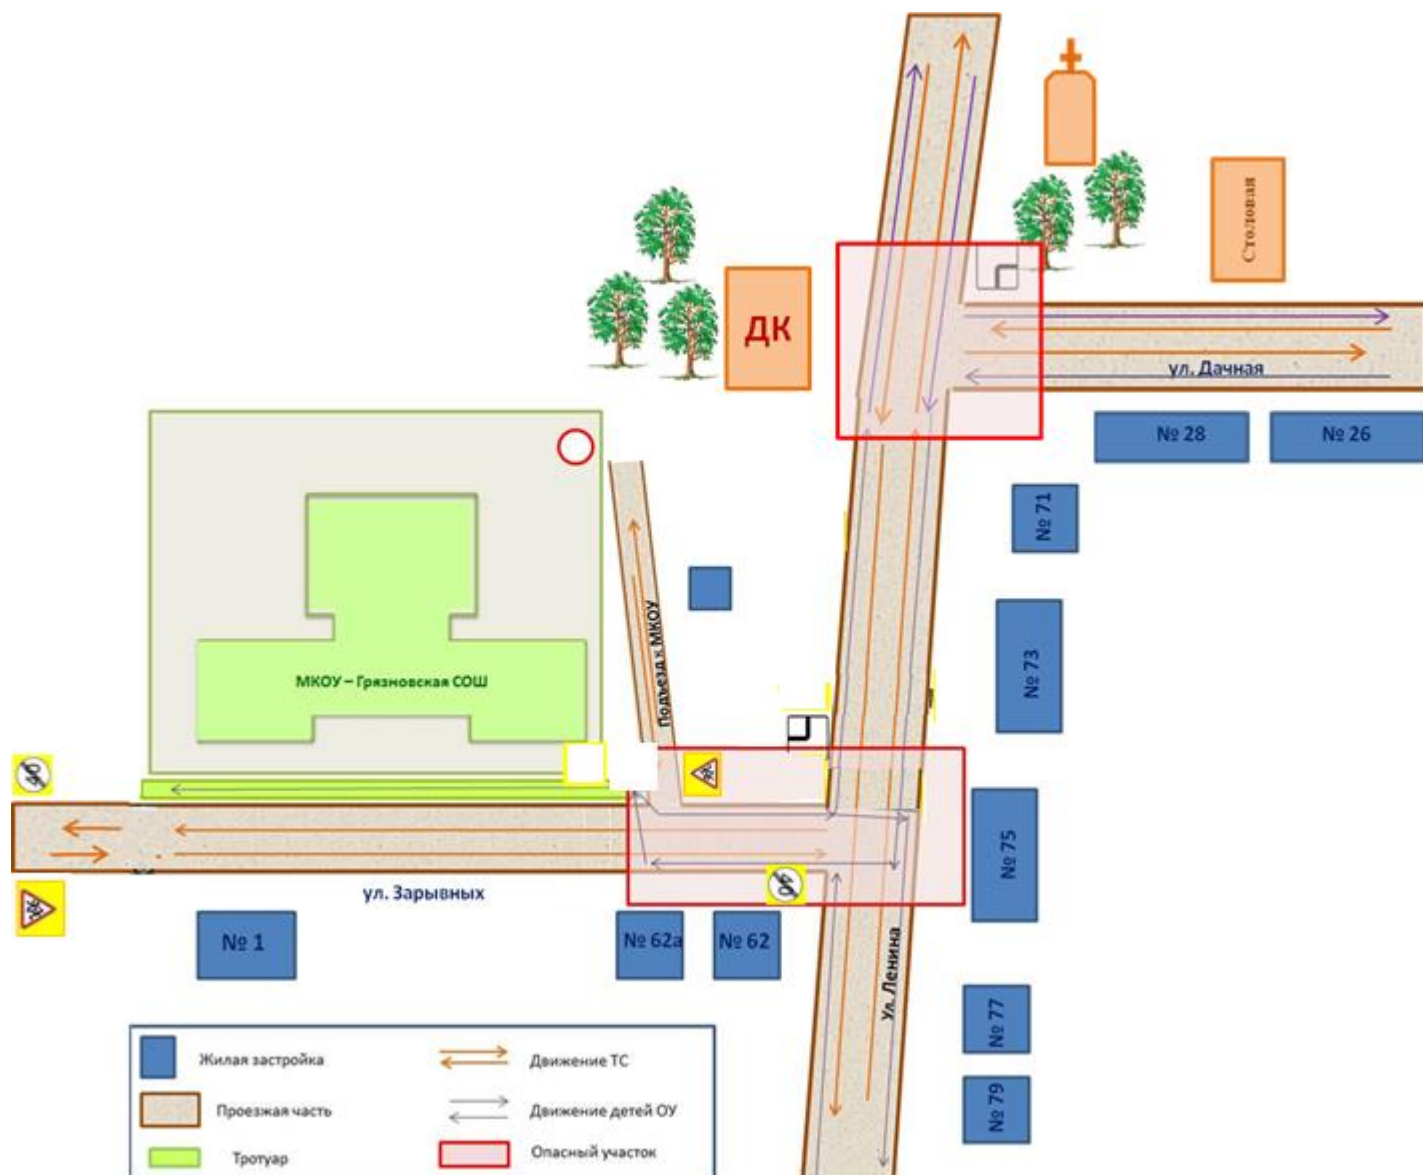 Столовая
ДК
ул. Дачная
№ 28
№ 26
№ 71
Подъезд к МКОУ
№ 73
МКОУ – Грязновская СОШ
№ 75
ул. Зарывных
№ 1
№ 62а
№ 62
Ул. Ленина
№ 77
№ 79
Жилая застройка
Движение ТС
Проезжая часть
Движение детей ОУ
Тротуар
Опасный участок